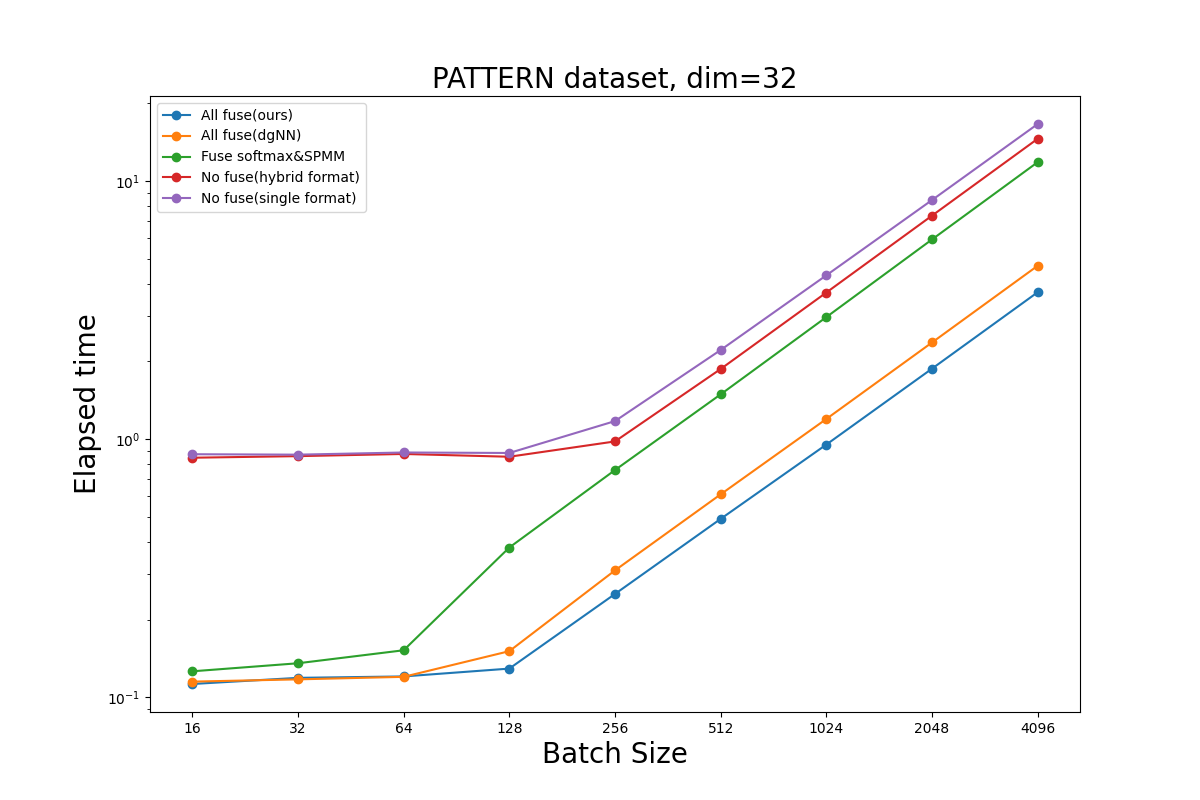 PATTERN dataset, dim=32
All fuse(ours)
All fuse(dgNN)
Fuse softmax&SPMM
No fuse(hybrid format)
No fuse(single format)
Elapsed time
10¹
10⁰
10⁻¹
16 32 64 128 256 512 1024 2048 4096
Batch Size